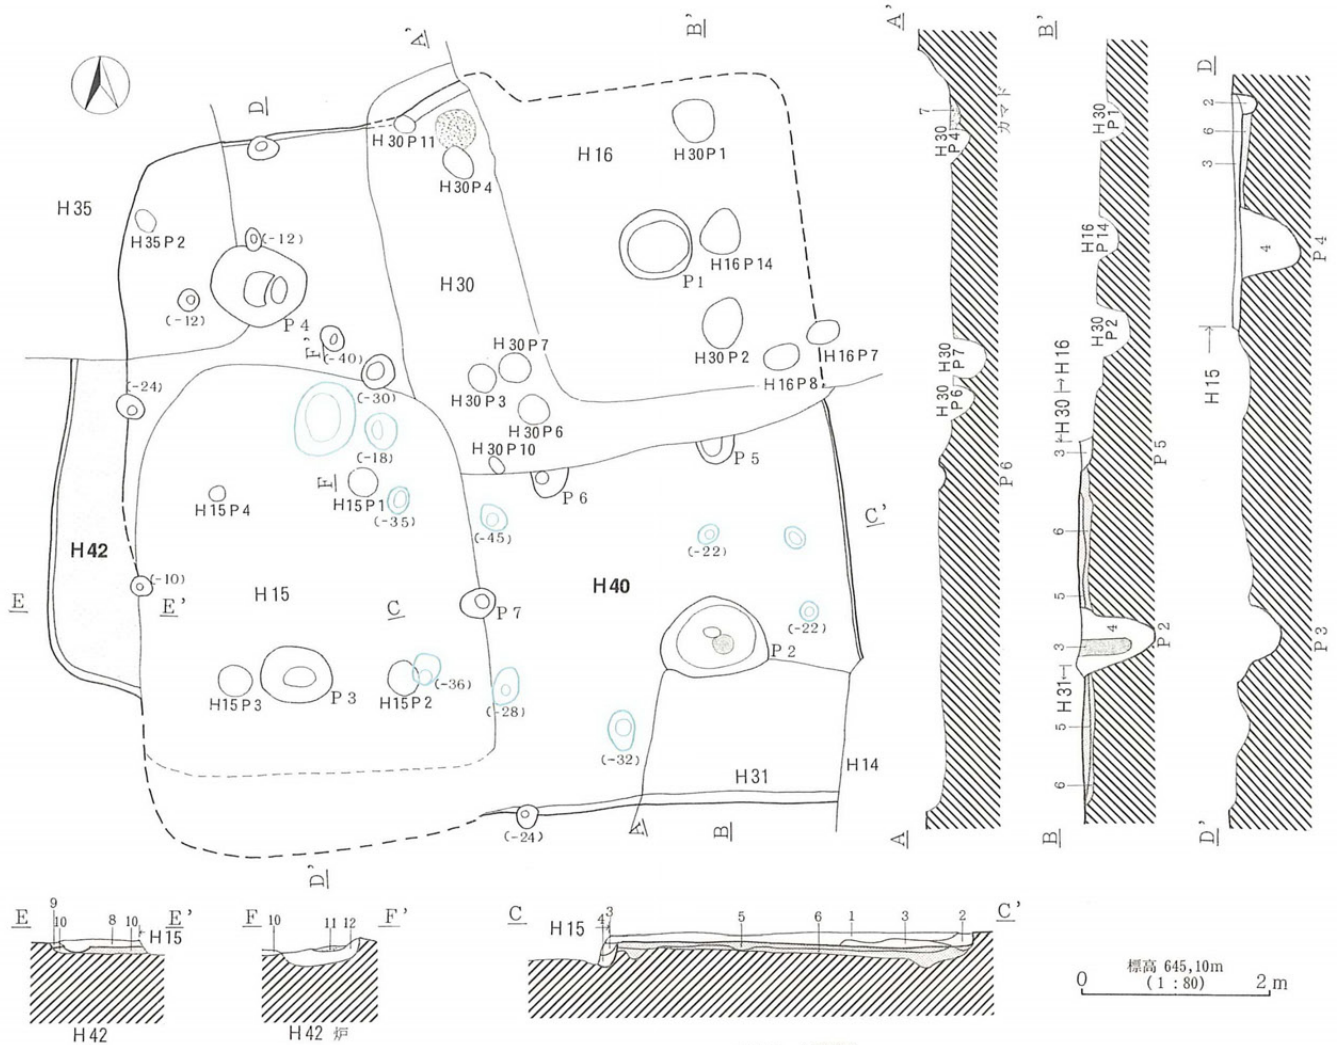 A'
B'
D
H30P11
H30P4
H16
H30P1
H35
H35P2
(-12)
H16P14
P1
H30
(-12)
P4
F'
(-40)
H30P7
H30P2
H16P7
H16P8
(-24)
(-30)
H30P3
H30P6
(-18)
H30P10
P5
F
H15P1
P6
H15P4
(-35)
C'
(-45)
(-22)
H42
(-10)
H40
E
E'
H15
C
P7
(-22)
P2
H15P3
P3
H15P2
(-36)
(-28)
(-32)
H31
H14
(-24)
A
B
D'
A'
7
H30
P4
カマド
H30
P7
H30
P6
P6
A
B'
H30
P1
H16
P14
H30
P2
H30→H16
3
P5
6
5
4
3
P2
H31
5
6
B
D
2
6
3
4
P4
H15
P3
D'
E
9
10
8
10
E'
H15
H42
F
10
11
12
F'
H42 炉
C
H15
4
3
5
6
1
3
2
C'
標高 645,10m
(1:80)
0
2m